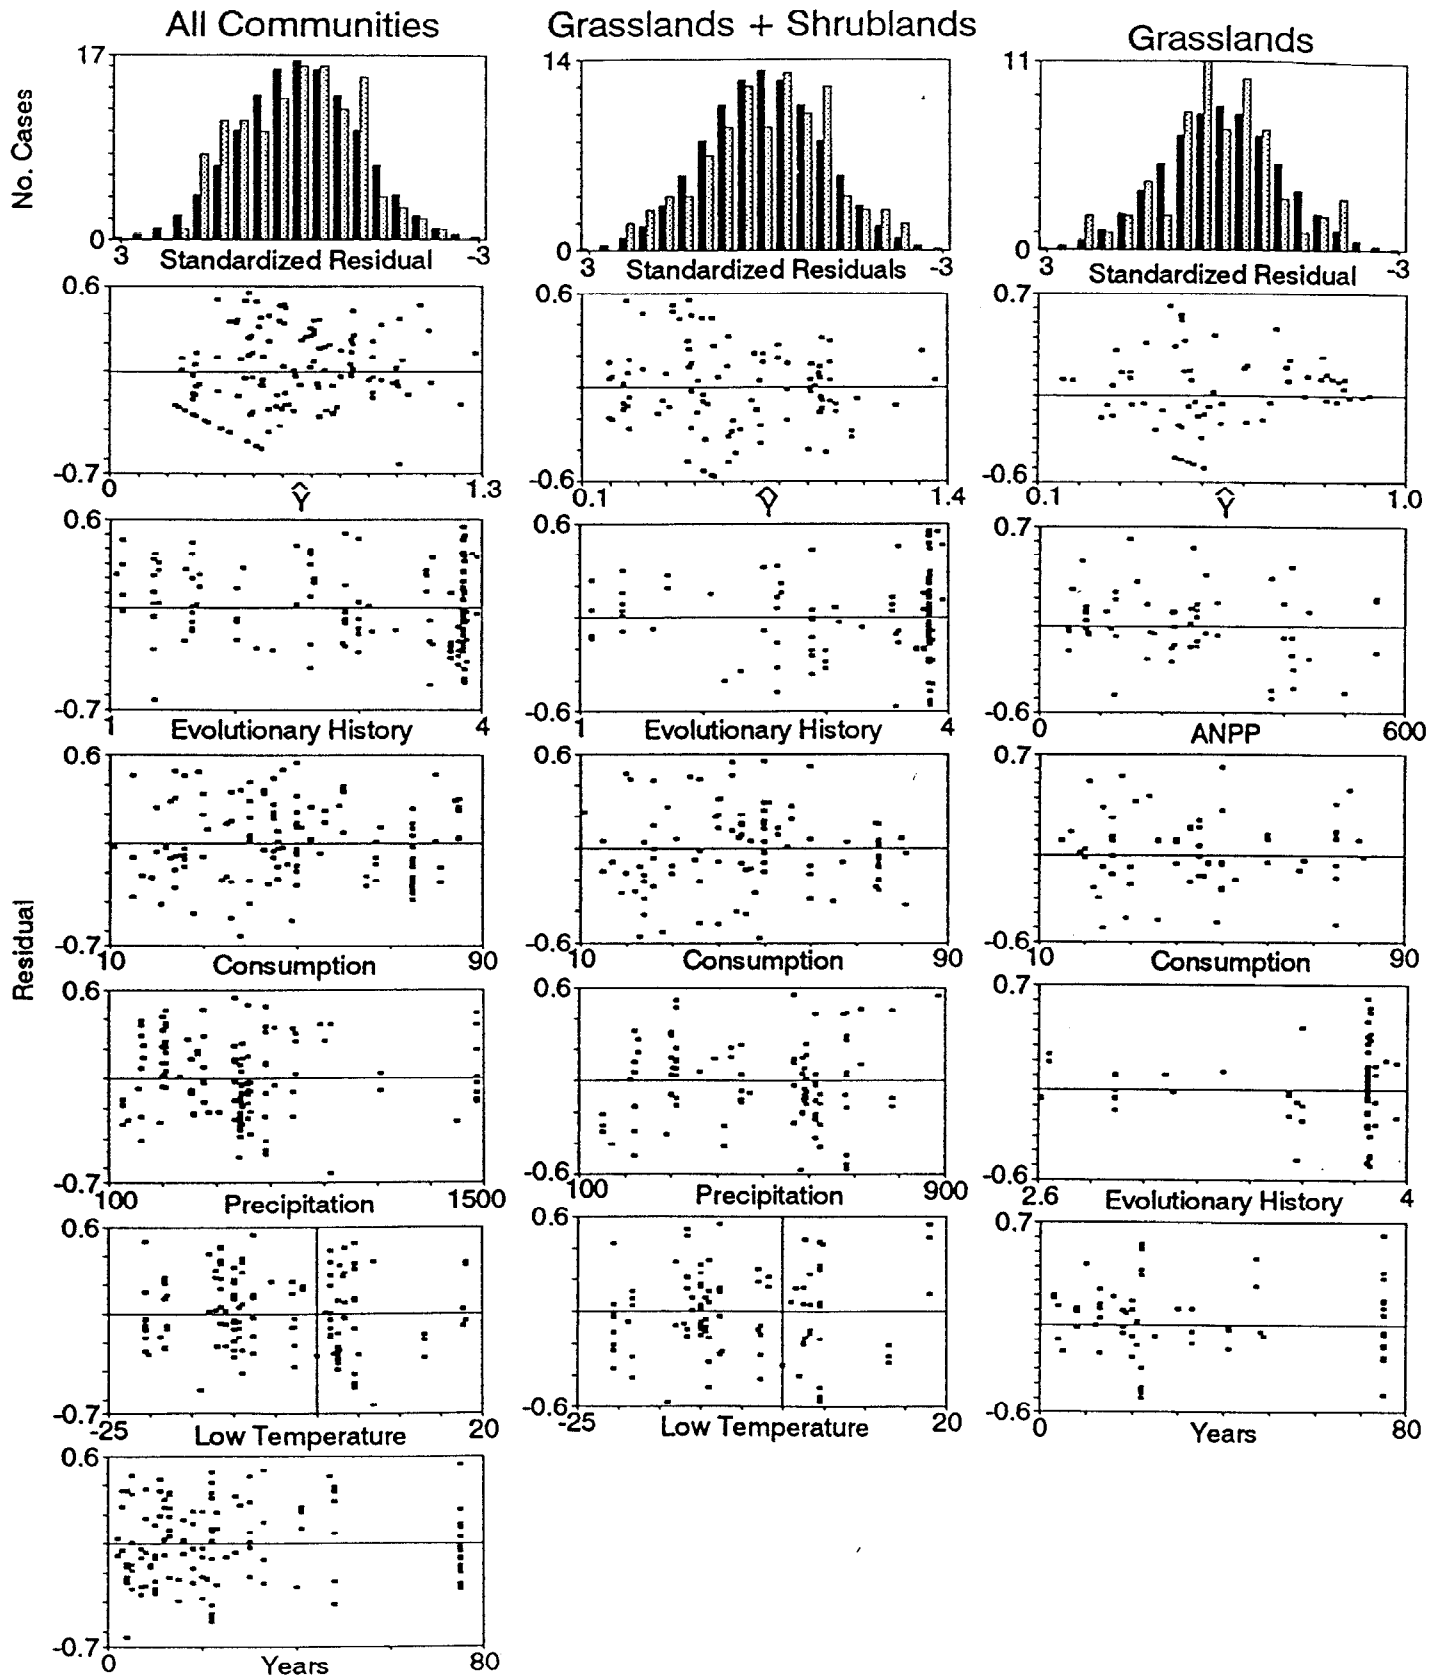 All Communities Grasslands + Shrublands Grasslands
17 14 11
No. Cases
0 0 0
3 Standardized Residual -3 3 Standardized Residuals -3 3 Standardized Residual -3
0.6 0.6 0.7
-0.7 -0.6 -0.6
0 Ŷ 1.3 0.1 Ŷ 1.4 0.1 Ŷ 1.0
0.6 0.6 0.7
-0.7 -0.6 -0.6
1 Evolutionary History 4 1 Evolutionary History 4 0 ANPP 600
0.6 0.6 0.7
Residual
-0.7 -0.6 -0.6
10 Consumption 90 10 Consumption 90 10 Consumption 90
0.6 0.6 0.7
-0.7 -0.6 -0.6
100 Precipitation 1500 100 Precipitation 900 2.6 Evolutionary History 4
0.6 0.6 0.7
-0.7 -0.6 -0.6
-25 Low Temperature 20 -25 Low Temperature 20 0 Years 80
0.6
-0.7
0 Years 80